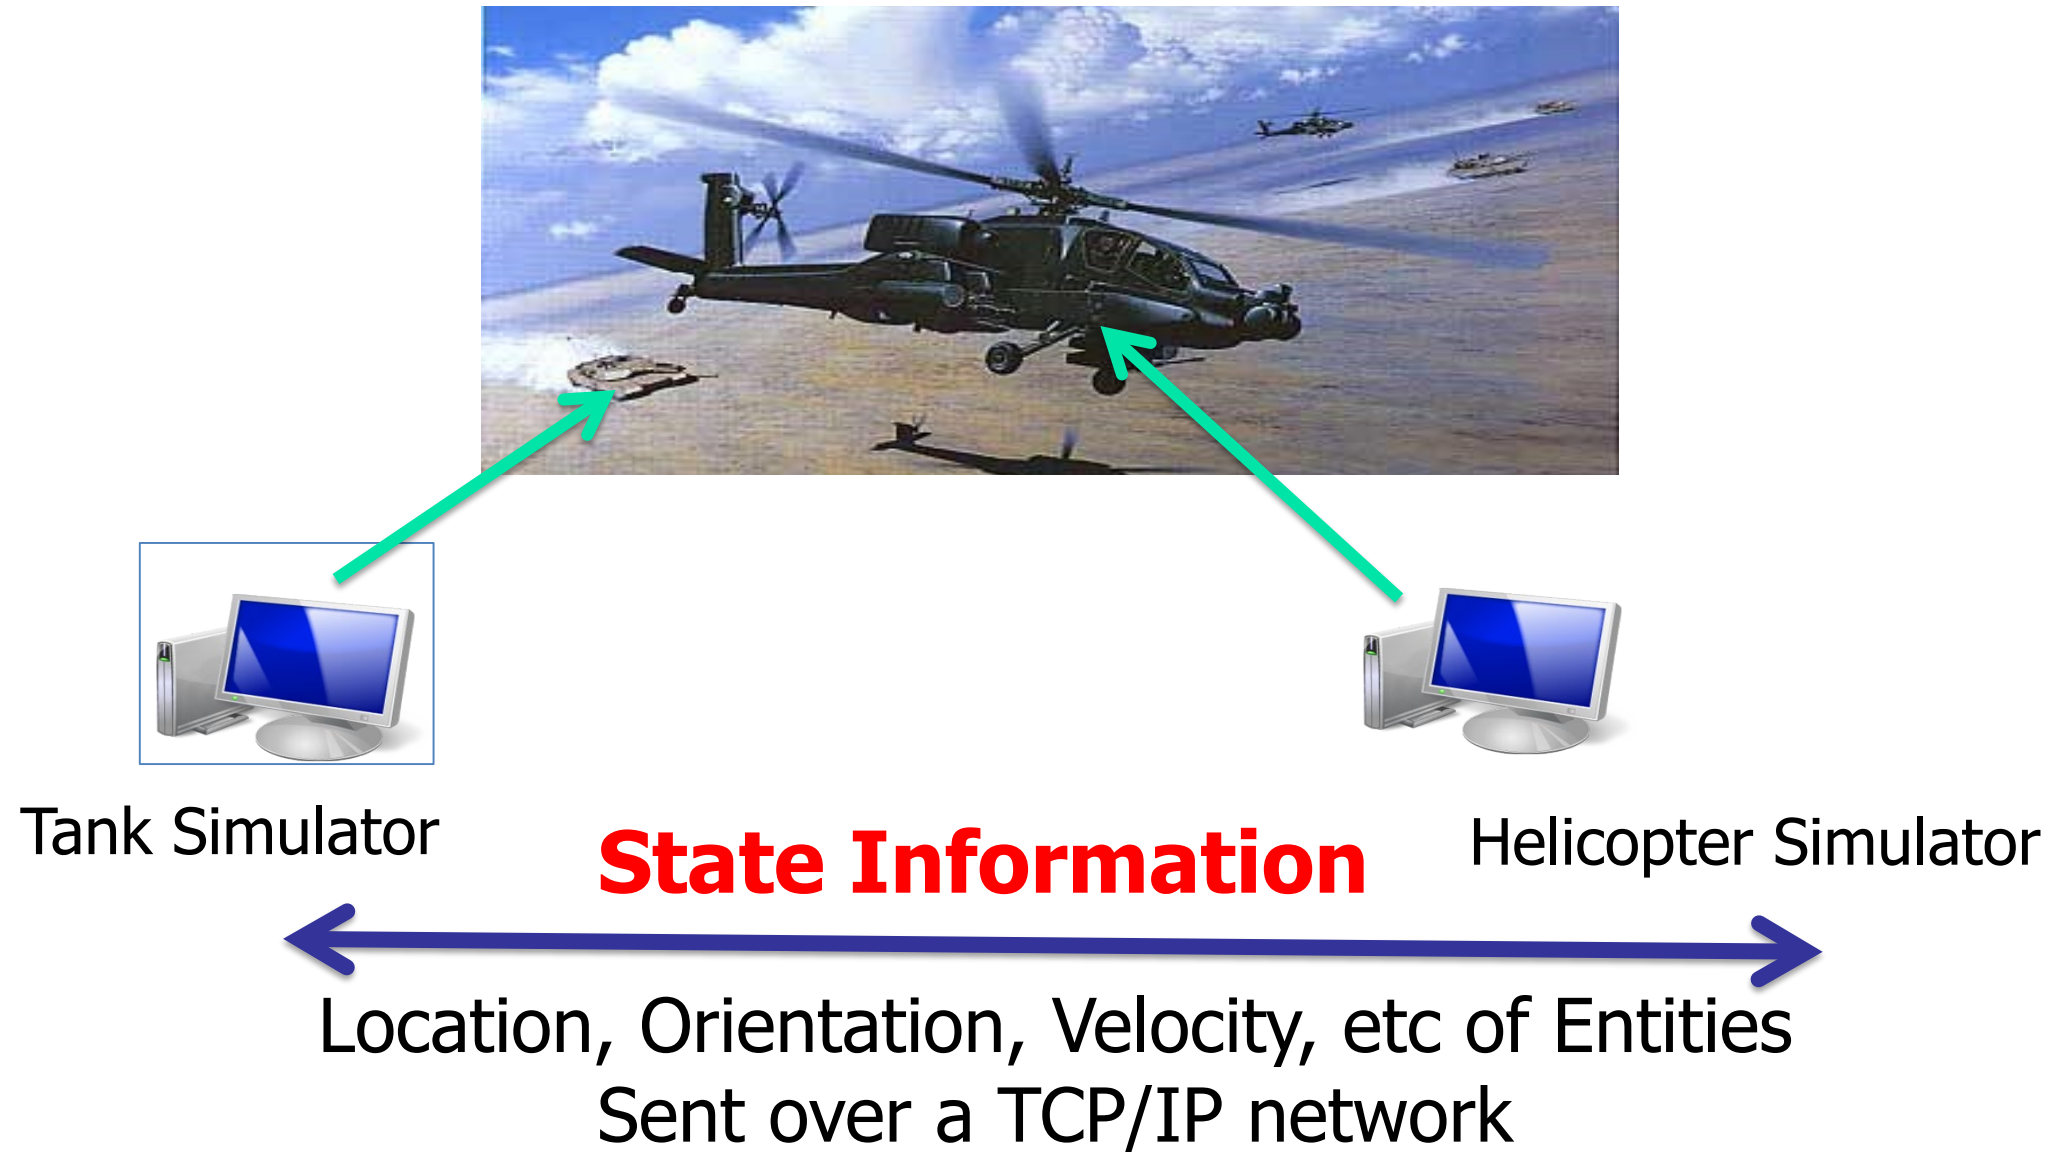 Tank Simulator
State Information
Helicopter Simulator
Location, Orientation, Velocity, etc of Entities
Sent over a TCP/IP network